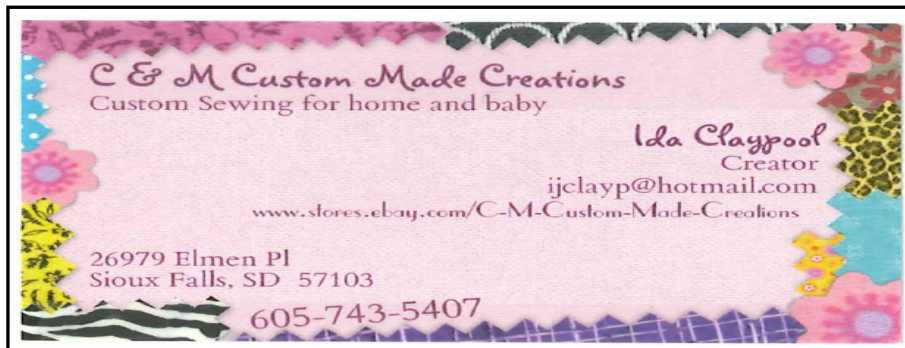 C & M Custom Made Creations
Custom Sewing for home and baby
Ida Claypool
Creator
ijclayp@hotmail.com
www.stores.ebay.com/C-M-Custom-Made-Creations
26979 Elmen Pl
Sioux Falls, SD 57103
605-743-5407